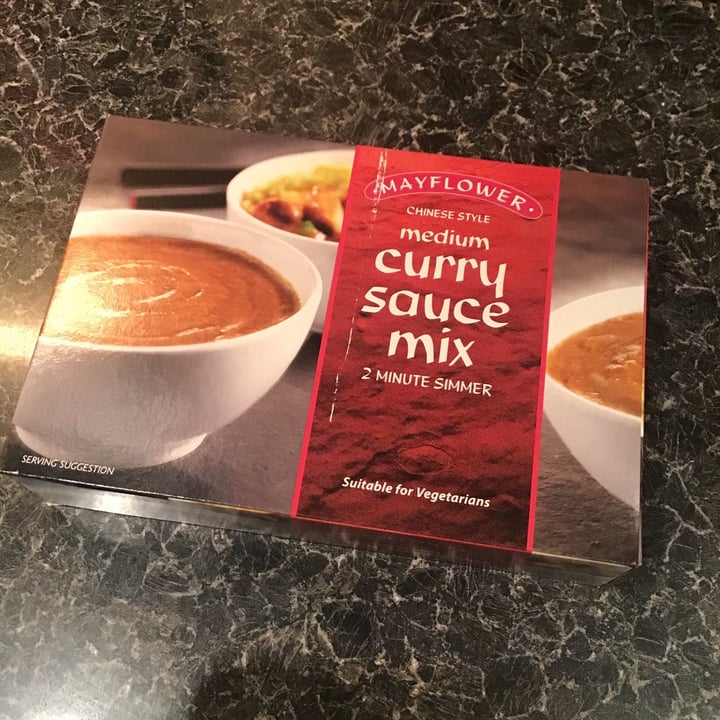 MAYFLOWER
CHINESE STYLE
medium
curry
sauce
mix
2 MINUTE SIMMER
Suitable for Vegetarians
SERVING SUGGESTION